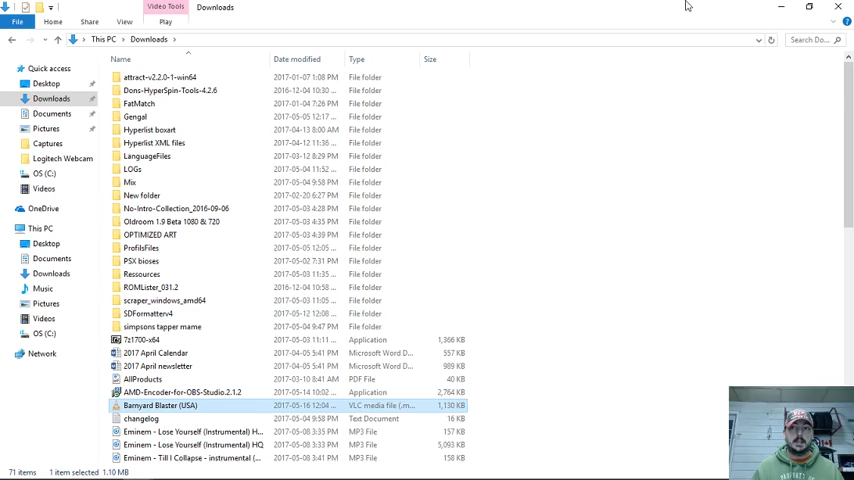 Video Tools Downloads
File Home Share View Play
This PC Downloads Search Do...
Name Date modified Type Size
Quick access
Desktop
Downloads
Documents
Pictures
Captures
Logitech Webcam
OS (C:)
Videos
OneDrive
This PC
Desktop
Documents
Downloads
Music
Pictures
Videos
OS (C:)
Network
attract-v2.2.0-1-win64 2017-01-07 1:08 PM File folder
Dons-HyperSpin-Tools-4.2.6 2016-12-04 10:30 ... File folder
FatMatch 2017-01-04 7:26 PM File folder
Gengal 2017-05-05 12:17 ... File folder
Hyperlist boxart 2017-04-13 8:00 AM File folder
Hyperlist XML files 2017-04-12 11:36 ... File folder
LanguageFiles 2017-03-12 8:29 PM File folder
LOGs 2017-05-04 11:52 ... File folder
Mix 2017-05-04 9:58 PM File folder
New folder 2017-02-20 6:27 PM File folder
No-Intro-Collection_2016-09-06 2017-05-03 4:28 PM File folder
Oldroom 1.9 Beta 1080 & 720 2017-05-03 4:35 PM File folder
OPTIMIZED ART 2017-05-03 4:39 PM File folder
ProfilsFiles 2017-05-05 12:05 ... File folder
PSX bioses 2017-05-02 7:31 PM File folder
Ressources 2017-05-03 11:35 ... File folder
ROMLister_031.2 2016-12-04 10:58 ... File folder
scraper_windows_amd64 2017-05-03 11:05 ... File folder
SDFormatterv4 2017-05-12 12:08 ... File folder
simpsons tapper mame 2017-05-04 9:47 PM File folder
7z1700-x64 2017-05-03 11:11 ... Application 1,366 KB
2017 April Calendar 2017-04-05 5:41 PM Microsoft Word D... 557 KB
2017 April newsletter 2017-04-05 5:41 PM Microsoft Word D... 989 KB
AllProducts 2017-03-10 8:41 AM PDF File 40 KB
AMD-Encoder-for-OBS-Studio.2.1.2 2017-05-14 10:02 ... Application 2,764 KB
Barnyard Blaster (USA) 2017-05-16 12:04 ... VLC media file (.m... 1,130 KB
changelog 2017-05-04 9:58 PM Text Document 16 KB
Eminem - Lose Yourself (Instrumental) H... 2017-05-08 3:35 PM MP3 File 157 KB
Eminem - Lose Yourself (Instrumental) HQ 2017-05-08 3:33 PM MP3 File 5,093 KB
Eminem - Till I Collapse - instrumental (... 2017-05-08 3:41 PM MP3 File 158 KB
71 items 1 item selected 1.10 MB